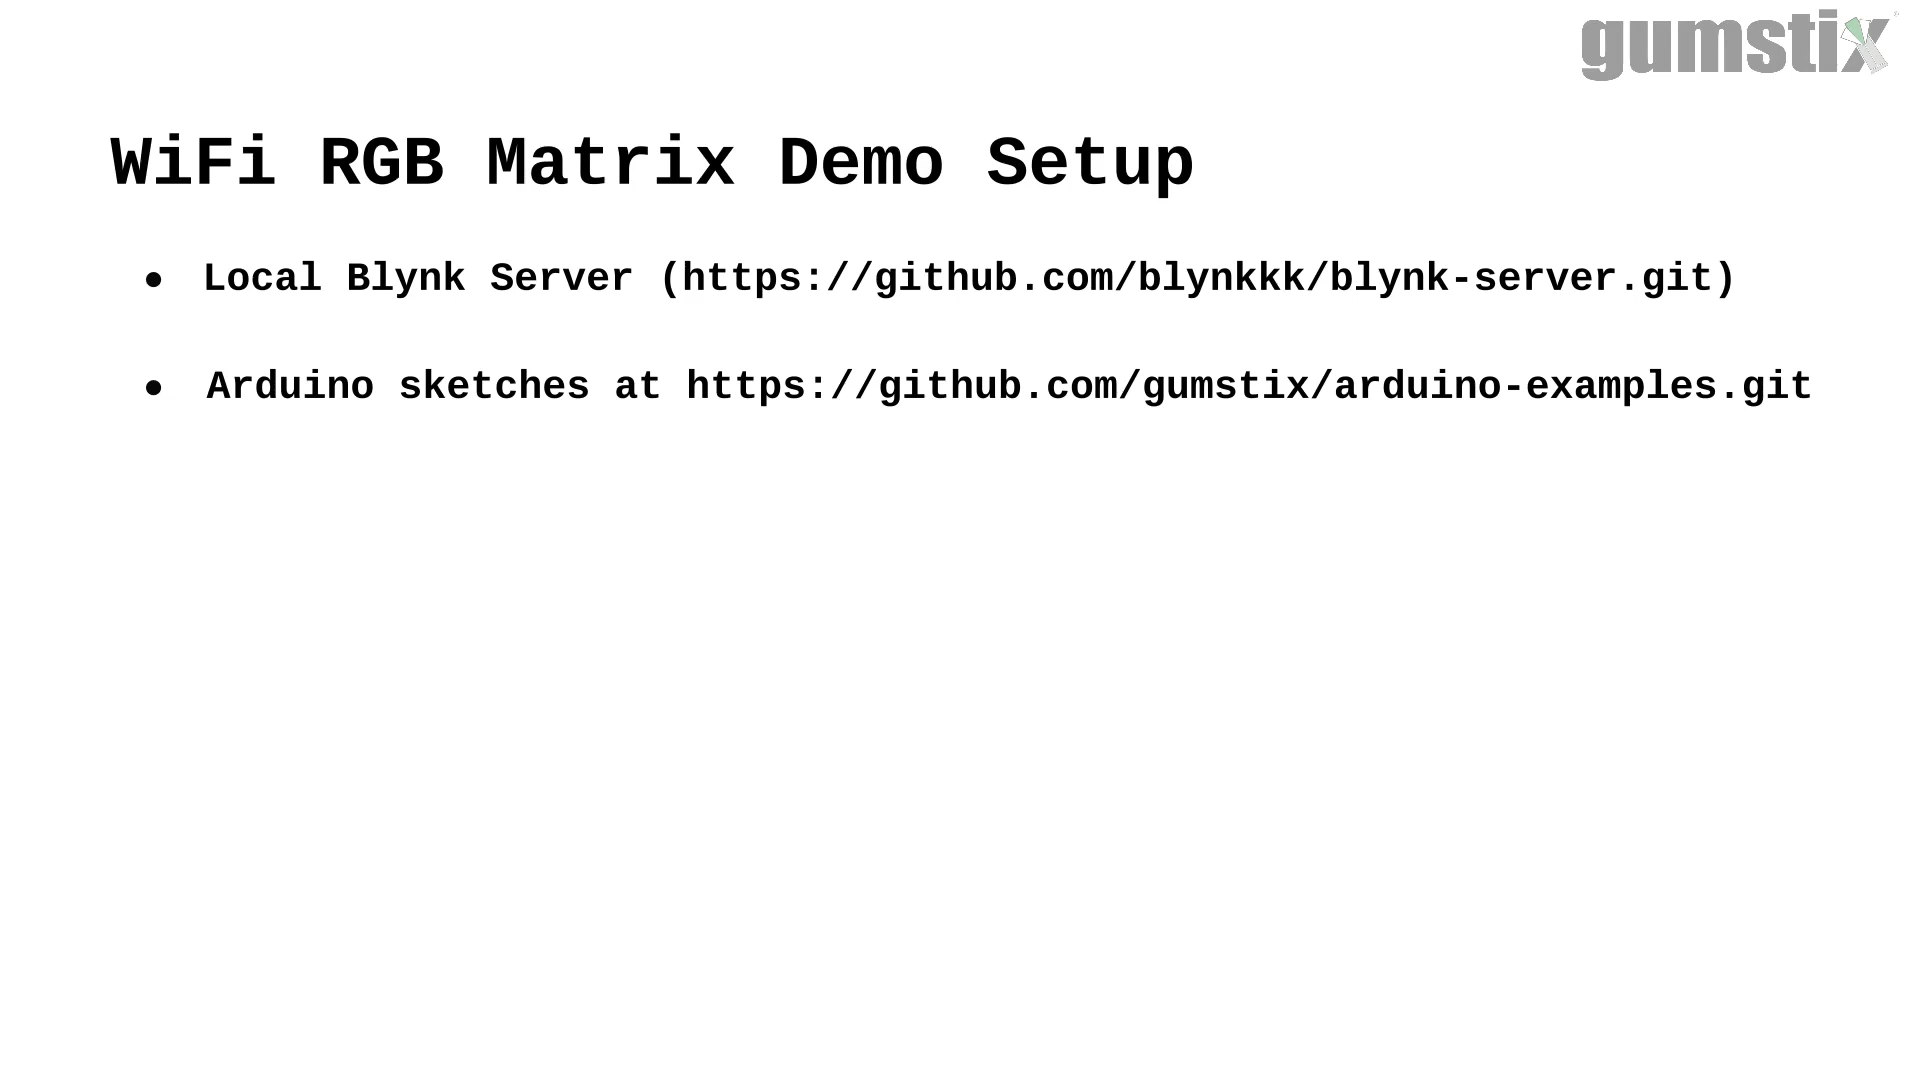 gumstix
WiFi RGB Matrix Demo Setup
● Local Blynk Server (https://github.com/blynkkk/blynk-server.git)
● Arduino sketches at https://github.com/gumstix/arduino-examples.git